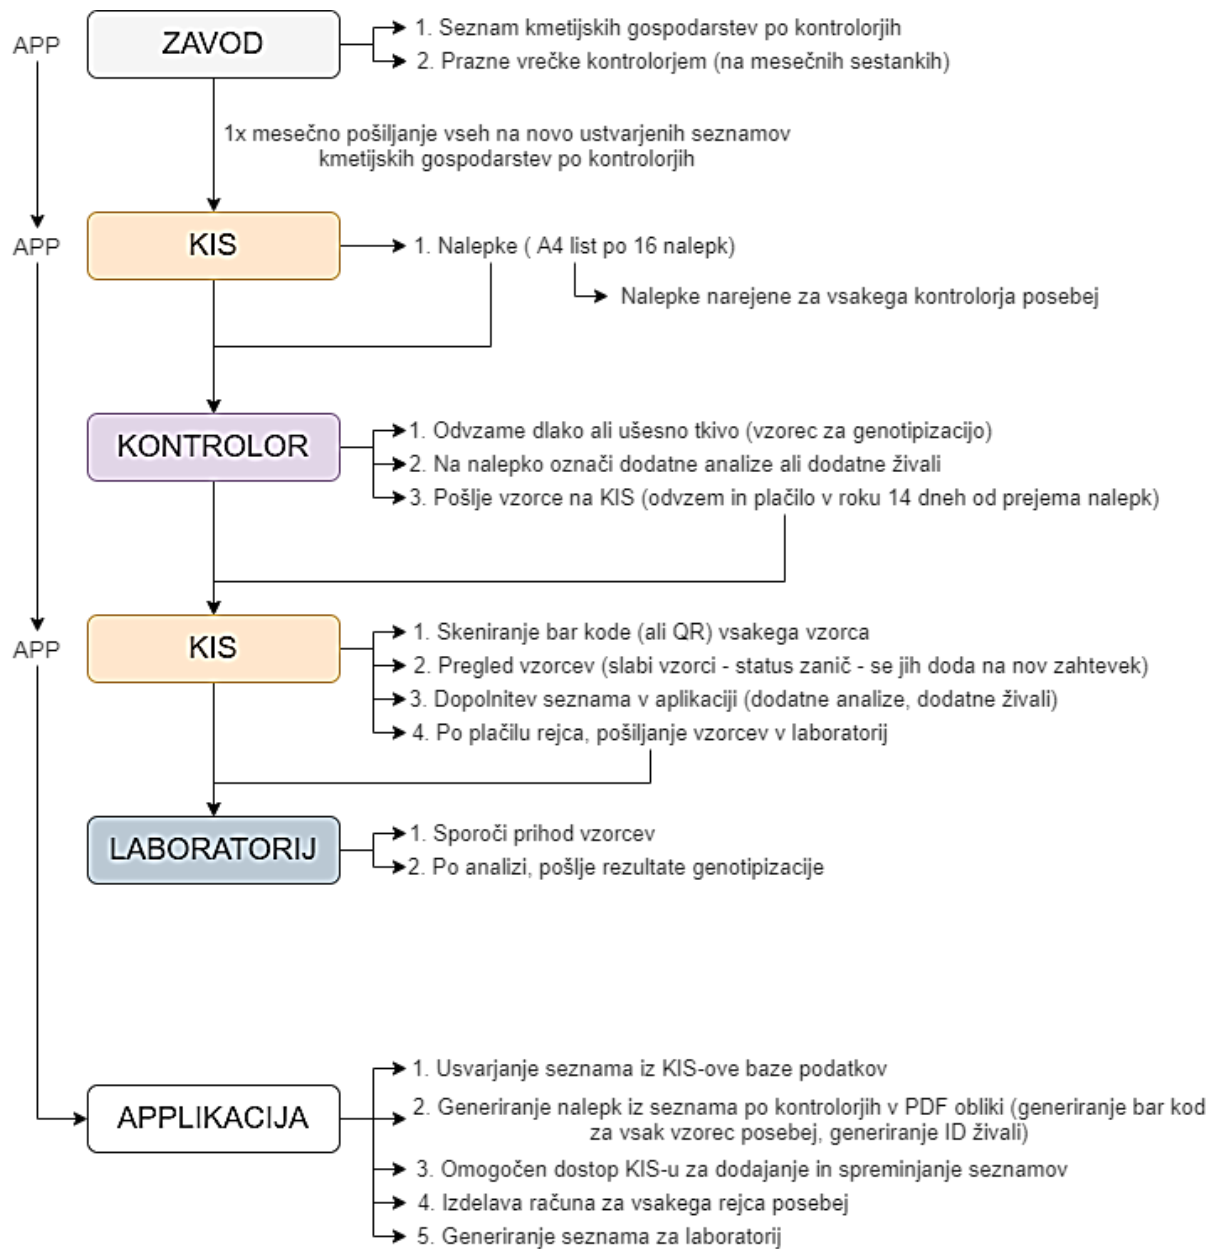 APP
ZAVOD
1. Seznam kmetijskih gospodarstev po kontrolorjih
2. Prazne vrečke kontrolorjem (na mesečnih sestankih)
1x mesečno pošiljanje vseh na novo ustvarjenih seznamov
kmetijskih gospodarstev po kontrolorjih
APP
KIS
1. Nalepke ( A4 list po 16 nalepk)
Nalepke narejene za vsakega kontrolorja posebej
KONTROLOR
1. Odvzame dlako ali ušesno tkivo (vzorec za genotipizacijo)
2. Na nalepko označi dodatne analize ali dodatne živali
3. Pošlje vzorce na KIS (odvzem in plačilo v roku 14 dneh od prejema nalepk)
APP
KIS
1. Skeniranje bar kode (ali QR) vsakega vzorca
2. Pregled vzorcev (slabi vzorci - status zanič - se jih doda na nov zahtevek)
3. Dopolnitev seznama v aplikaciji (dodatne analize, dodatne živali)
4. Po plačilu rejca, pošiljanje vzorcev v laboratorij
LABORATORIJ
1. Sporoči prihod vzorcev
2. Po analizi, pošlje rezultate genotipizacije
APPLIKACIJA
1. Usvarjanje seznama iz KIS-ove baze podatkov
2. Generiranje nalepk iz seznama po kontrolorjih v PDF obliki (generiranje bar kod
za vsak vzorec posebej, generiranje ID živali)
3. Omogočen dostop KIS-u za dodajanje in spreminjanje seznamov
4. Izdelava računa za vsakega rejca posebej
5. Generiranje seznama za laboratorij